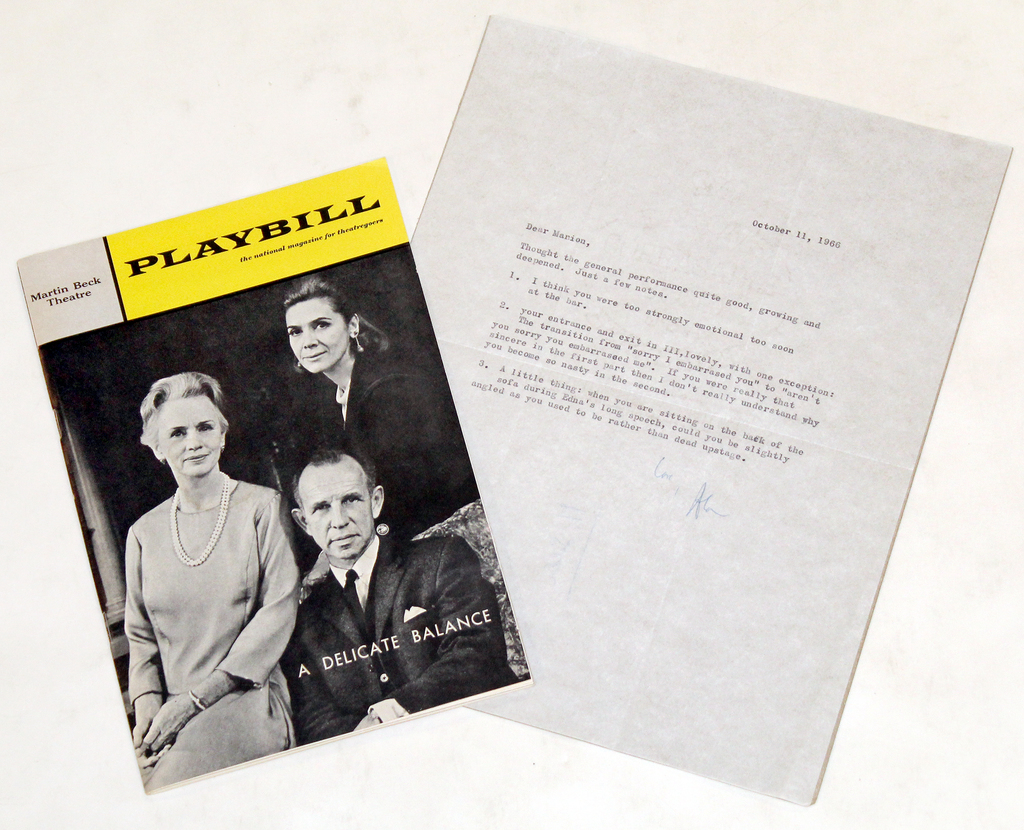 PLAYBILL
the national magazine for theatregoers
Martin Beck
Theatre
A DELICATE BALANCE
October 11, 1966
Dear Marion,
Thought the general performance quite good, growing and
deepened. Just a few notes.
1. I think you were too strongly emotional too soon
at the bar.
2. your entrance and exit in III,lovely, with one exception:
The transition from "sorry I embarrased you" to "aren't
you sorry you embarrassed me". If you were really that
sincere in the first part then I don't really understand why
you become so nasty in the second.
3. A little thing: when you are sitting on the back of the
sofa during Edna's long speech, could you be slightly
angled as you used to be rather than dead upstage.
Love, Alan